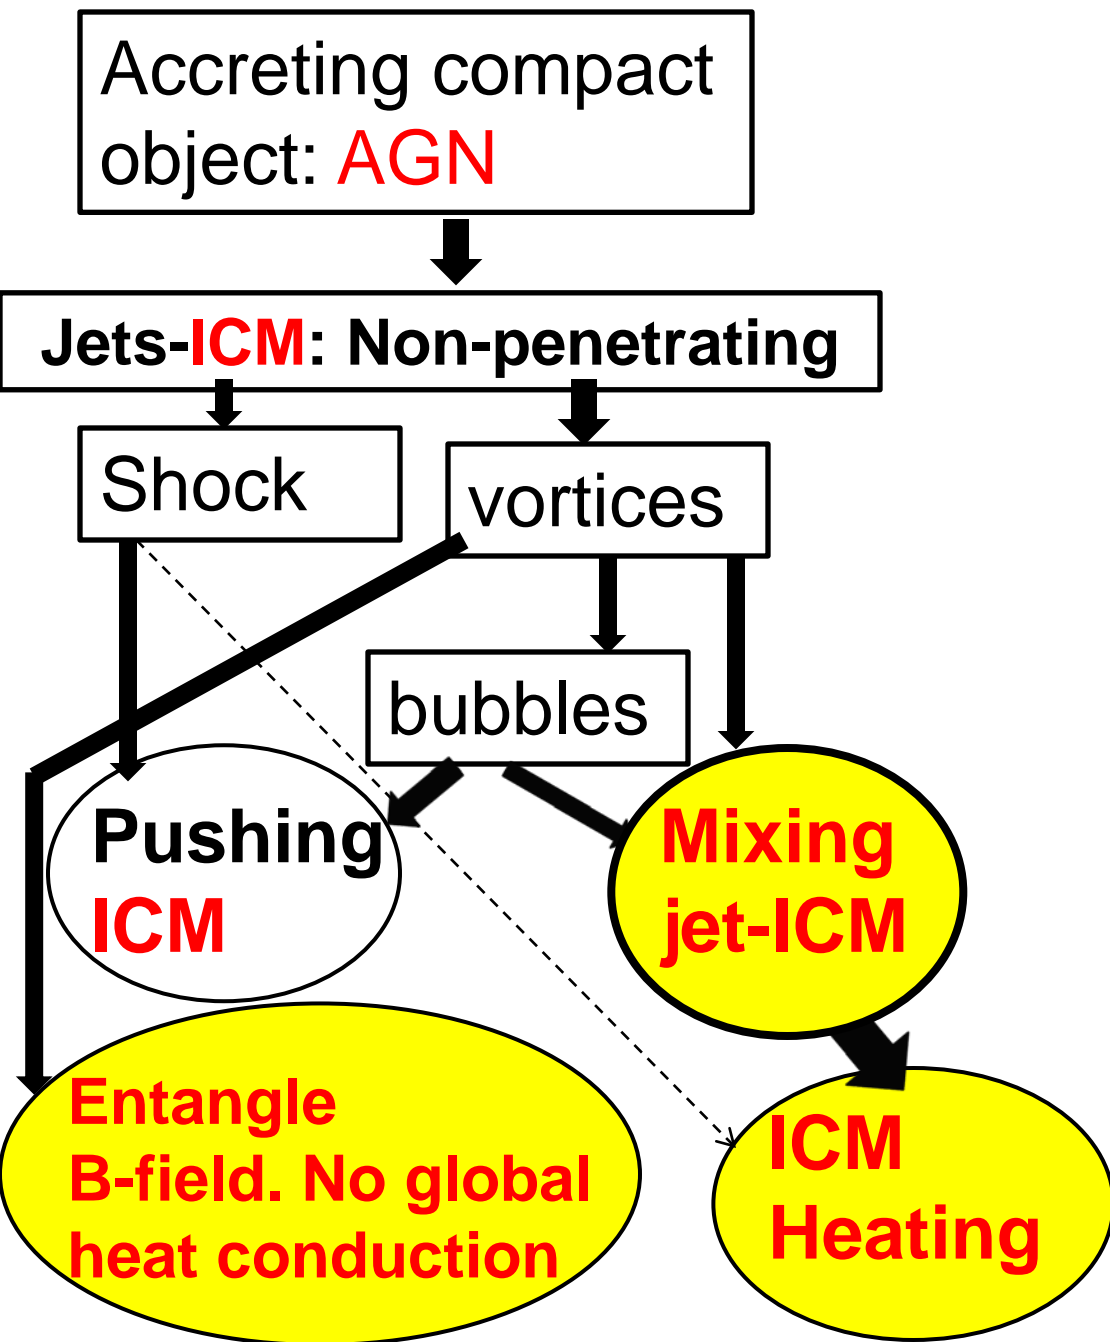 Accreting compact
object: AGN
Jets-ICM: Non-penetrating
Shock
vortices
bubbles
Pushing
ICM
Mixing
jet-ICM
Entangle
B-field. No global
heat conduction
ICM
Heating